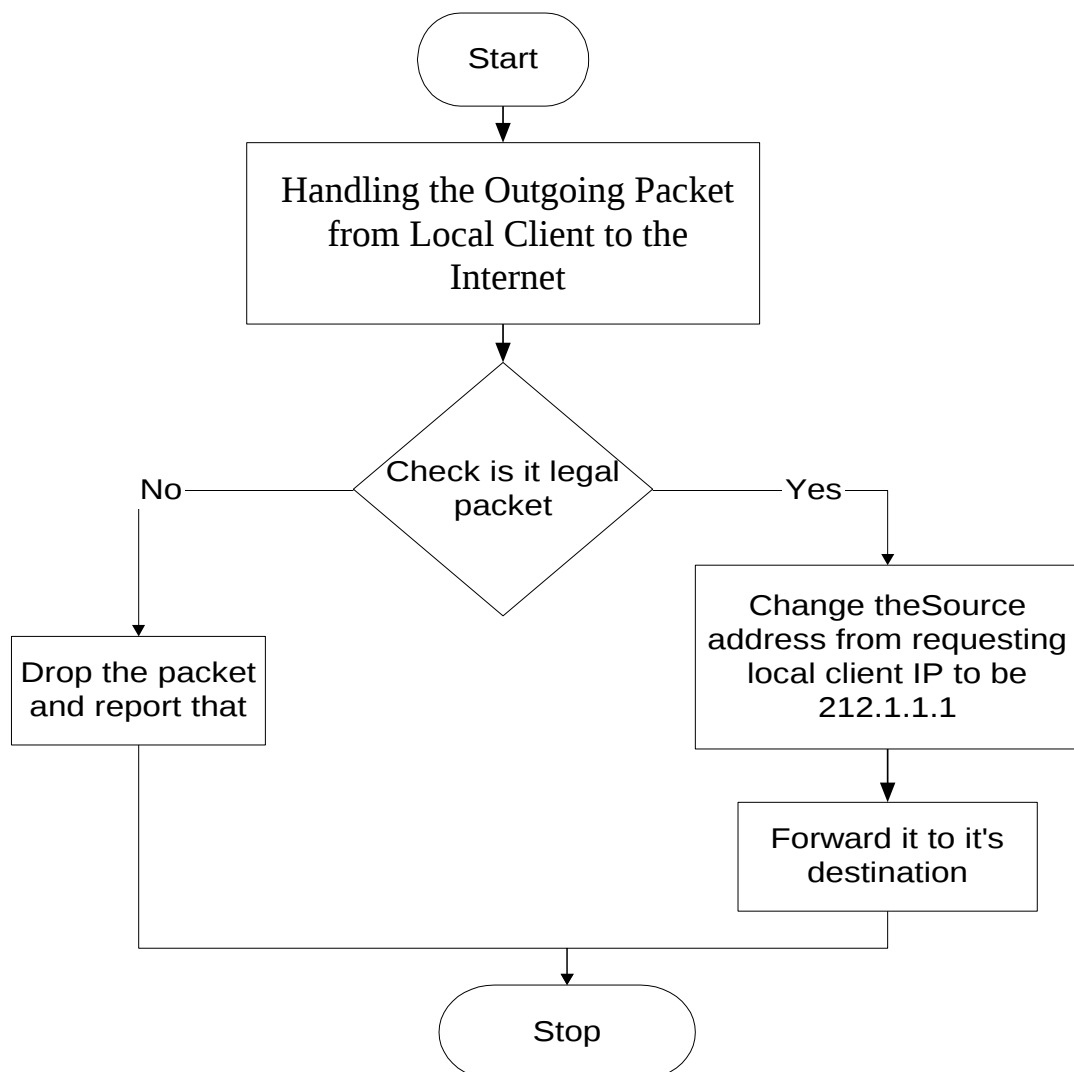 Start
Handling the Outgoing Packet
from Local Client to the
Internet
Check is it legal
packet
No
Yes
Change theSource
address from requesting
local client IP to be
212.1.1.1
Drop the packet
and report that
Forward it to it's
destination
Stop